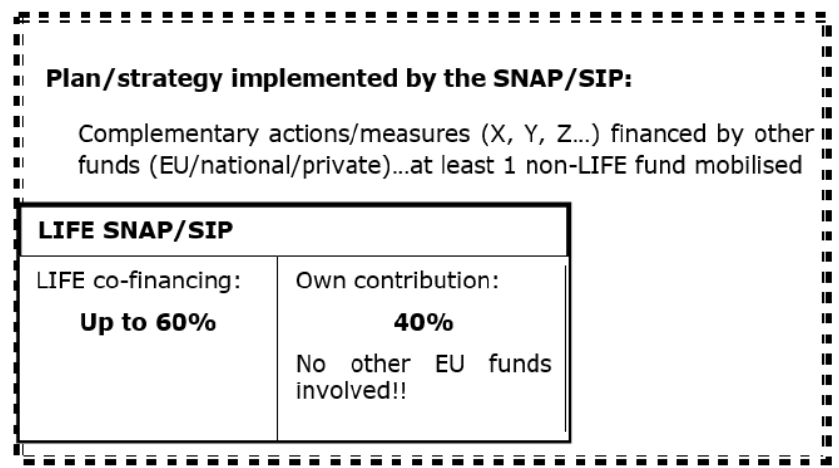 Plan/strategy implemented by the SNAP/SIP:
Complementary actions/measures (X, Y, Z...) financed by other
funds (EU/national/private)...at least 1 non-LIFE fund mobilised
LIFE SNAP/SIP
LIFE co-financing:
Up to 60%
Own contribution:
40%
No other EU funds
involved!!